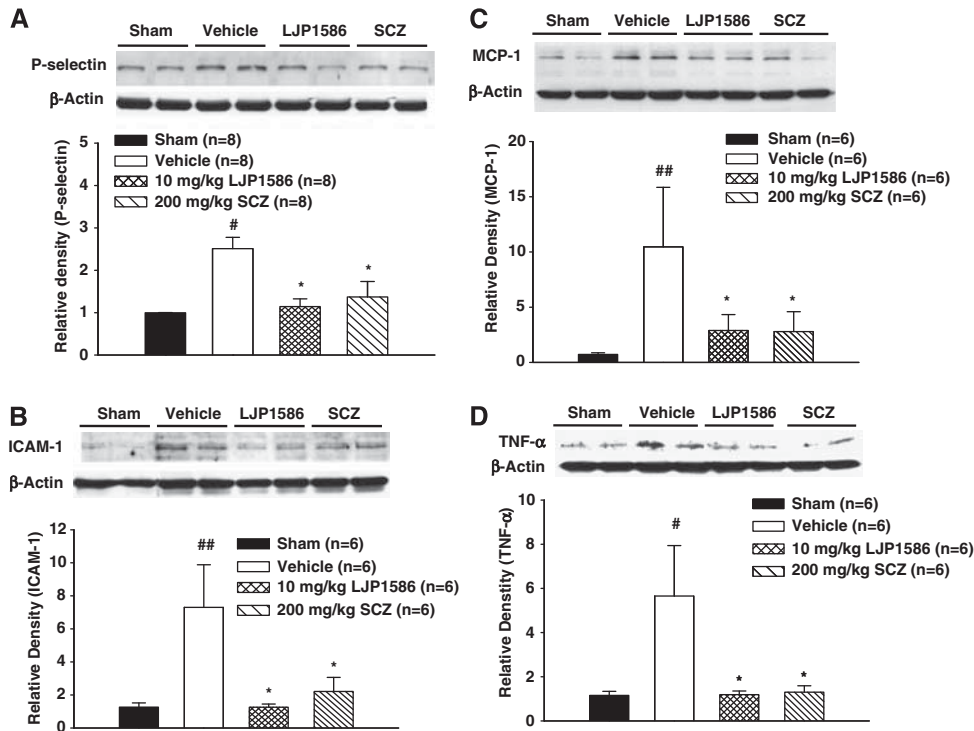 A
Sham Vehicle LJP1586 SCZ
P-selectin
β-Actin
5
4
3
2
1
0
Relative density (P-selectin)
Sham (n=8)
Vehicle (n=8)
10 mg/kg LJP1586 (n=8)
200 mg/kg SCZ (n=8)
#
*
*
C
Sham Vehicle LJP1586 SCZ
MCP-1
β-Actin
20
15
10
5
0
Relative Density (MCP-1)
Sham (n=6)
Vehicle (n=6)
10 mg/kg LJP1586 (n=6)
200 mg/kg SCZ (n=6)
##
*
*
B
Sham Vehicle LJP1586 SCZ
ICAM-1
β-Actin
12
10
8
6
4
2
0
Relative Density (ICAM-1)
Sham (n=6)
Vehicle (n=6)
10 mg/kg LJP1586 (n=6)
200 mg/kg SCZ (n=6)
##
*
*
D
Sham Vehicle LJP1586 SCZ
TNF-α
β-Actin
10
8
6
4
2
0
Relative Denstity (TNF-α)
Sham (n=6)
Vehicle (n=6)
10 mg/kg LJP1586 (n=6)
200 mg/kg SCZ (n=6)
#
*
*